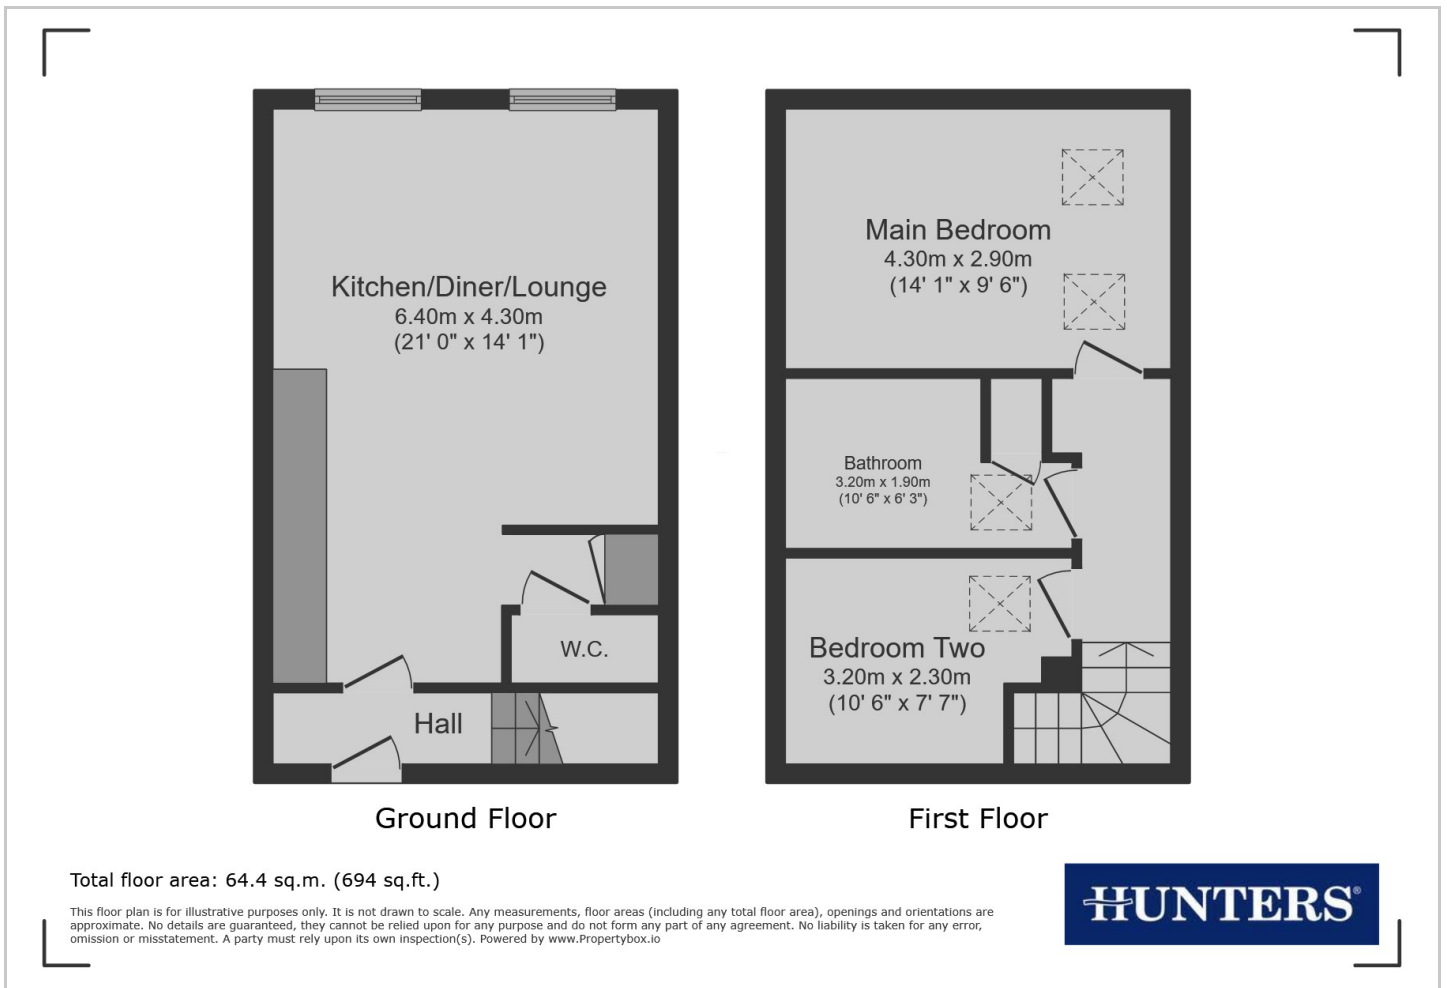 Kitchen/Diner/Lounge
6.40m x 4.30m
(21' 0" x 14' 1")
W.C.
Hall
Ground Floor
Main Bedroom
4.30m x 2.90m
(14' 1" x 9' 6")
Bathroom
3.20m x 1.90m
(10' 6" x 6' 3")
Bedroom Two
3.20m x 2.30m
(10' 6" x 7' 7")
First Floor
Total floor area: 64.4 sq.m. (694 sq.ft.)
This floor plan is for illustrative purposes only. It is not drawn to scale. Any measurements, floor areas (including any total floor area), openings and orientations are
approximate. No details are guaranteed, they cannot be relied upon for any purpose and do not form any part of any agreement. No liability is taken for any error,
omission or misstatement. A party must rely upon its own inspection(s). Powered by www.Propertybox.io
HUNTERS®